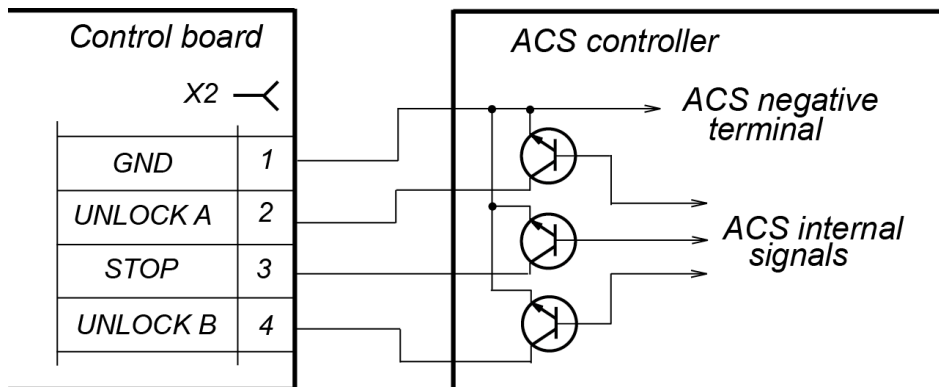 Control board
X2
GND 1
UNLOCK A 2
STOP 3
UNLOCK B 4
ACS controller
ACS negative
terminal
ACS internal
signals